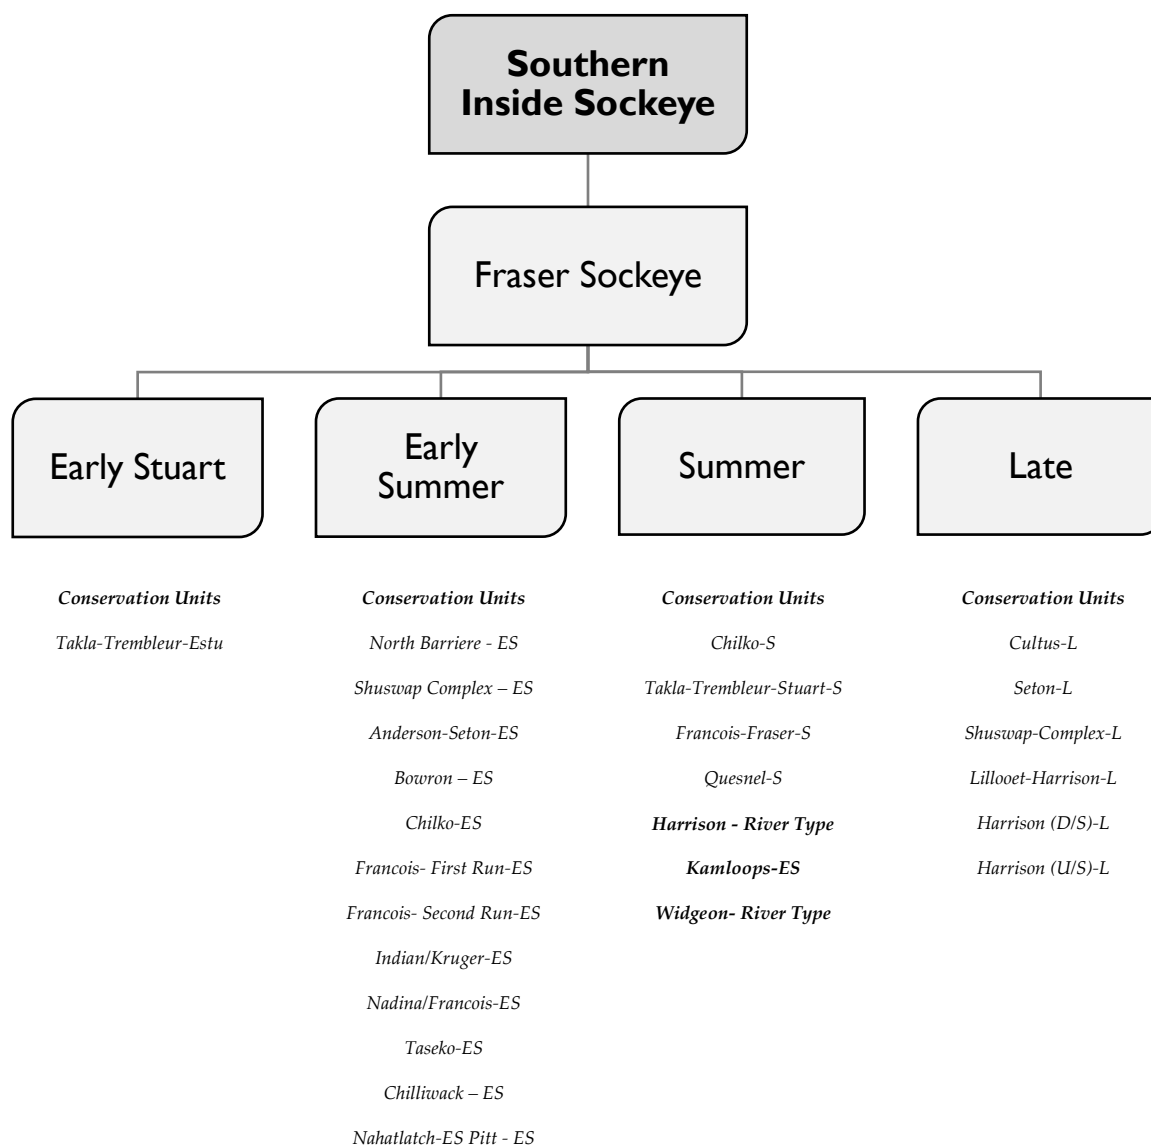 Southern
Inside Sockeye
Fraser Sockeye
Early Stuart
Early
Summer
Summer
Late
Conservation Units
Takla-Trembleur-Estu
Conservation Units
North Barriere - ES
Shuswap Complex – ES
Anderson-Seton-ES
Bowron – ES
Chilko-ES
Francois- First Run-ES
Francois- Second Run-ES
Indian/Kruger-ES
Nadina/Francois-ES
Taseko-ES
Chilliwack – ES
Nahatlatch-ES Pitt - ES
Conservation Units
Chilko-S
Takla-Trembleur-Stuart-S
Francois-Fraser-S
Quesnel-S
Harrison - River Type
Kamloops-ES
Widgeon- River Type
Conservation Units
Cultus-L
Seton-L
Shuswap-Complex-L
Lillooet-Harrison-L
Harrison (D/S)-L
Harrison (U/S)-L